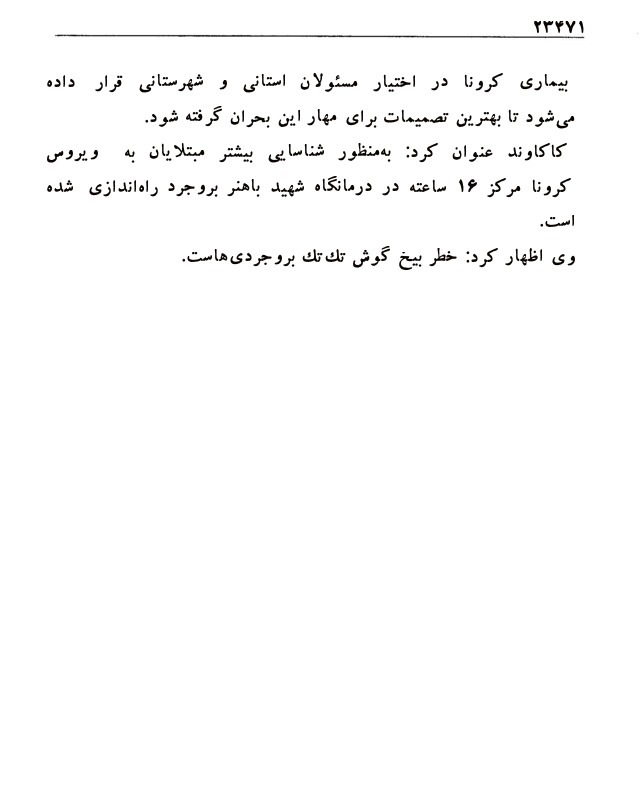 ۲۳۴۷۱
بیماری کرونا در اختیار مسئولان استانی و شهرستانی قرار داده
می‌شود تا بهترین تصمیمات برای مهار این بحران گرفته شود.
کاکاوند عنوان کرد: به‌منظور شناسایی بیشتر مبتلایان به ویروس
کرونا مرکز ۱۶ ساعته در درمانگاه شهید باهنر بروجرد راه‌اندازی شده
است.
وی اظهار کرد: خطر بیخ گوش تک‌تک بروجردی‌هاست.